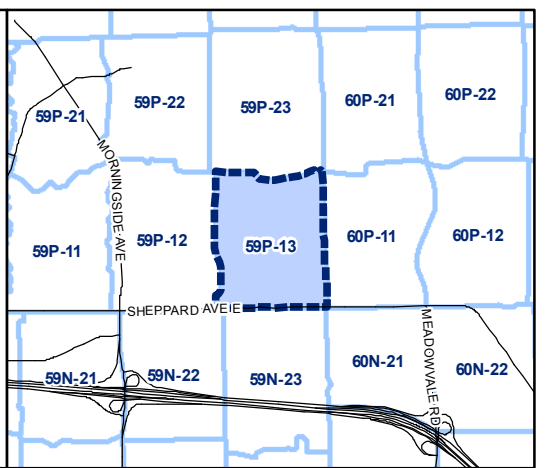 59P-21
59P-22
59P-23
60P-21
60P-22
MORNINGSIDE AVE
59P-11
59P-12
59P-13
60P-11
60P-12
SHEPPARD AVE E
MEADOWVALE RD
59N-21
59N-22
59N-23
60N-21
60N-22